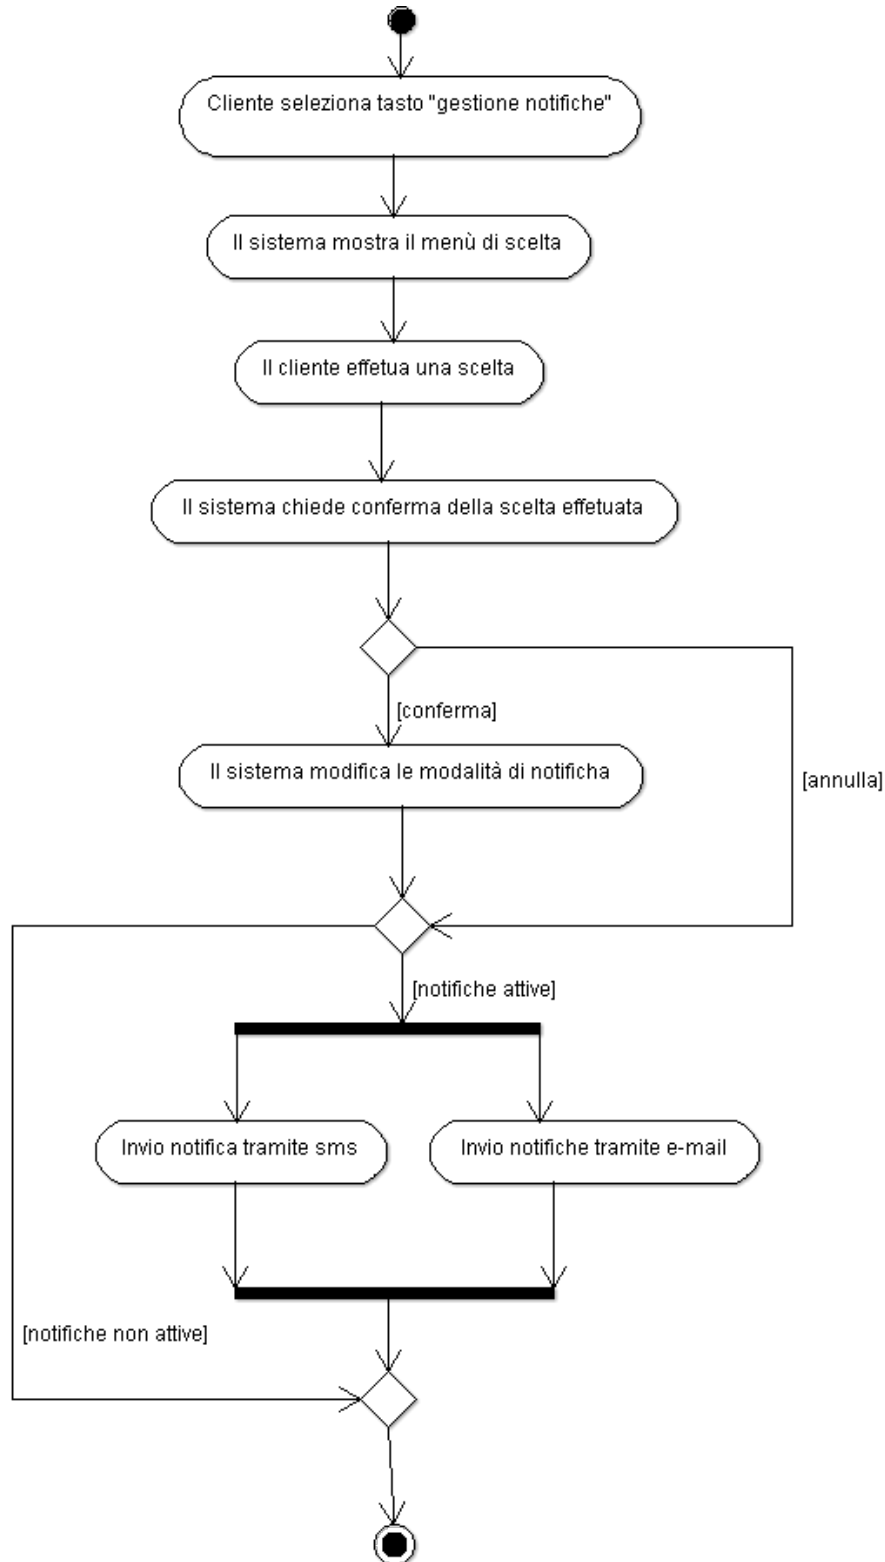 Cliente seleziona tasto "gestione notifiche"
Il sistema mostra il menù di scelta
Il cliente effetua una scelta
Il sistema chiede conferma della scelta effetuata
[conferma]
Il sistema modifica le modalità di notificha
[annulla]
[notifiche attive]
Invio notifica tramite sms
Invio notifiche tramite e-mail
[notifiche non attive]